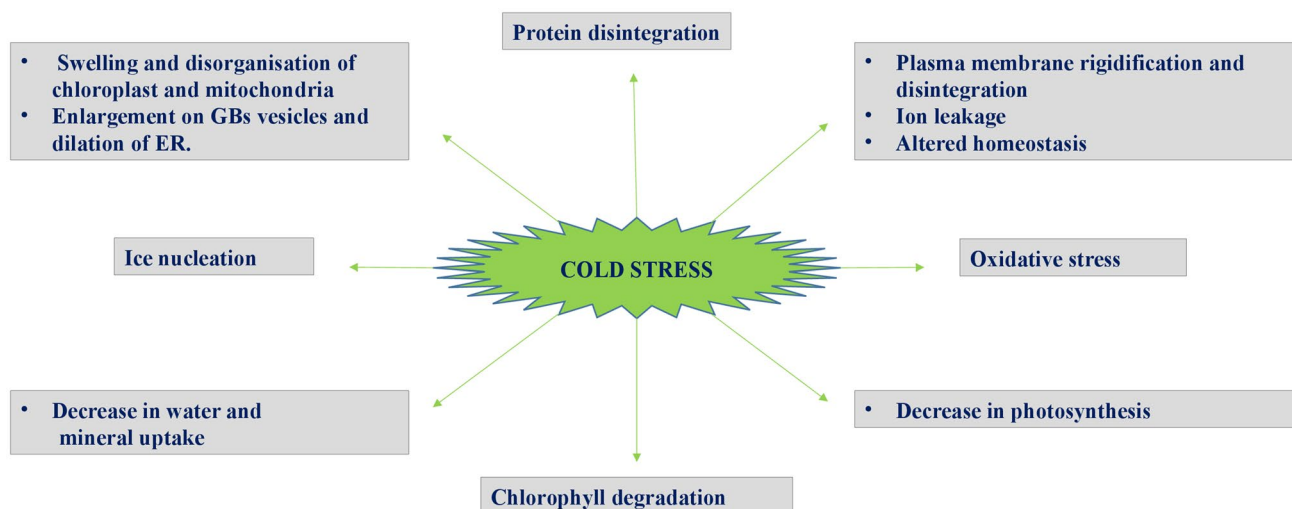 Protein disintegration
• Swelling and disorganisation of
chloroplast and mitochondria
• Enlargement on GBs vesicles and
dilation of ER.
• Plasma membrane rigidification and
disintegration
• Ion leakage
• Altered homeostasis
Ice nucleation
COLD STRESS
Oxidative stress
• Decrease in water and
mineral uptake
• Decrease in photosynthesis
Chlorophyll degradation